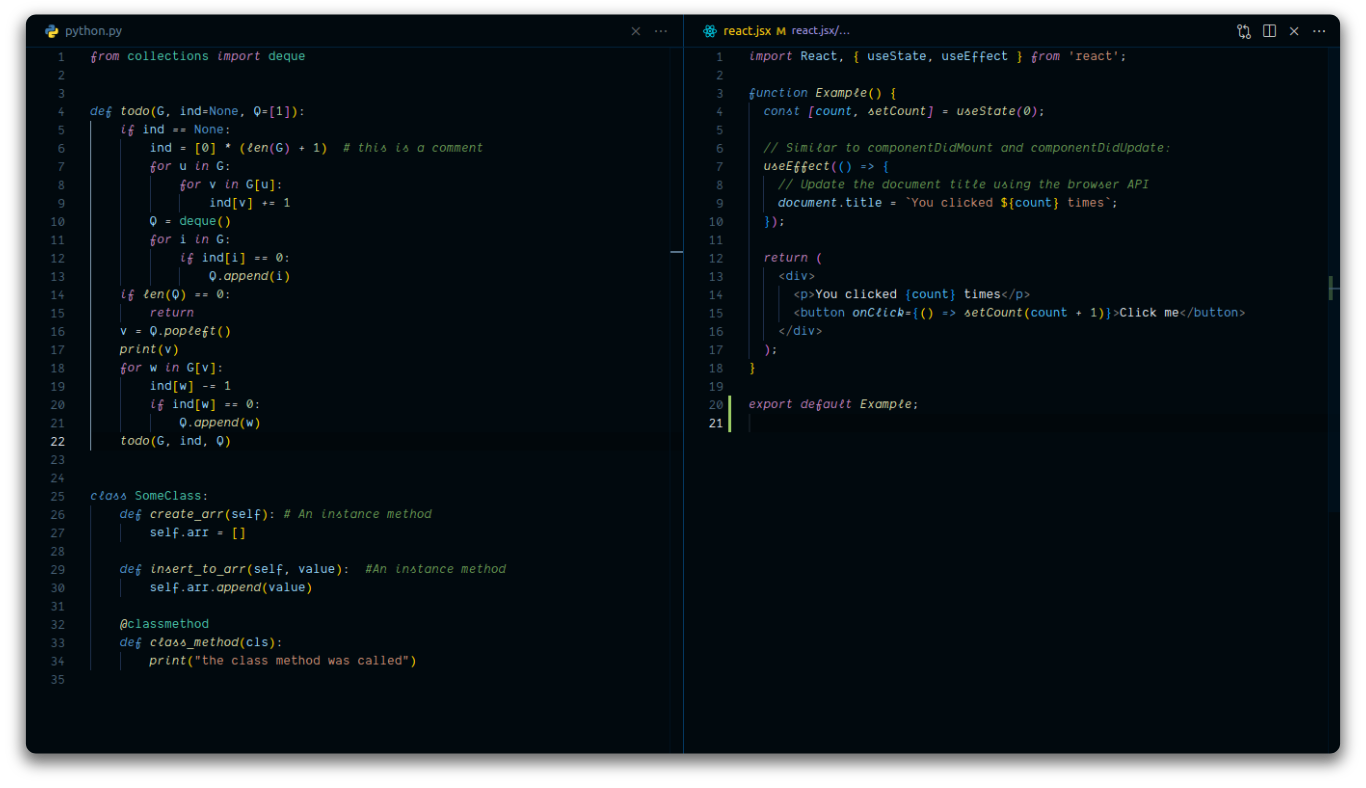 python.py
1 from collections import deque
2
3
4 def todo(G, ind=None, Q=[1]):
5     if ind == None:
6         ind = [0] * (len(G) + 1)  # this is a comment
7         for u in G:
8             for v in G[u]:
9                 ind[v] += 1
10         Q = deque()
11         for i in G:
12             if ind[i] == 0:
13                 Q.append(i)
14     if len(Q) == 0:
15         return
16     v = Q.popleft()
17     print(v)
18     for w in G[v]:
19         ind[w] -= 1
20         if ind[w] == 0:
21             Q.append(w)
22     todo(G, ind, Q)
23
24
25 class SomeClass:
26     def create_arr(self): # An instance method
27         self.arr = []
28
29     def insert_to_arr(self, value):  #An instance method
30         self.arr.append(value)
31
32     @classmethod
33     def class_method(cls):
34         print("the class method was called")
35
react.jsx M react.jsx/...
1 import React, { useState, useEffect } from 'react';
2
3 function Example() {
4   const [count, setCount] = useState(0);
5
6   // Similar to componentDidMount and componentDidUpdate:
7   useEffect(() => {
8     // Update the document title using the browser API
9     document.title = `You clicked ${count} times`;
10   });
11
12   return (
13     <div>
14       <p>You clicked {count} times</p>
15       <button onClick={() => setCount(count + 1)}>Click me</button>
16     </div>
17   );
18 }
19
20 export default Example;
21